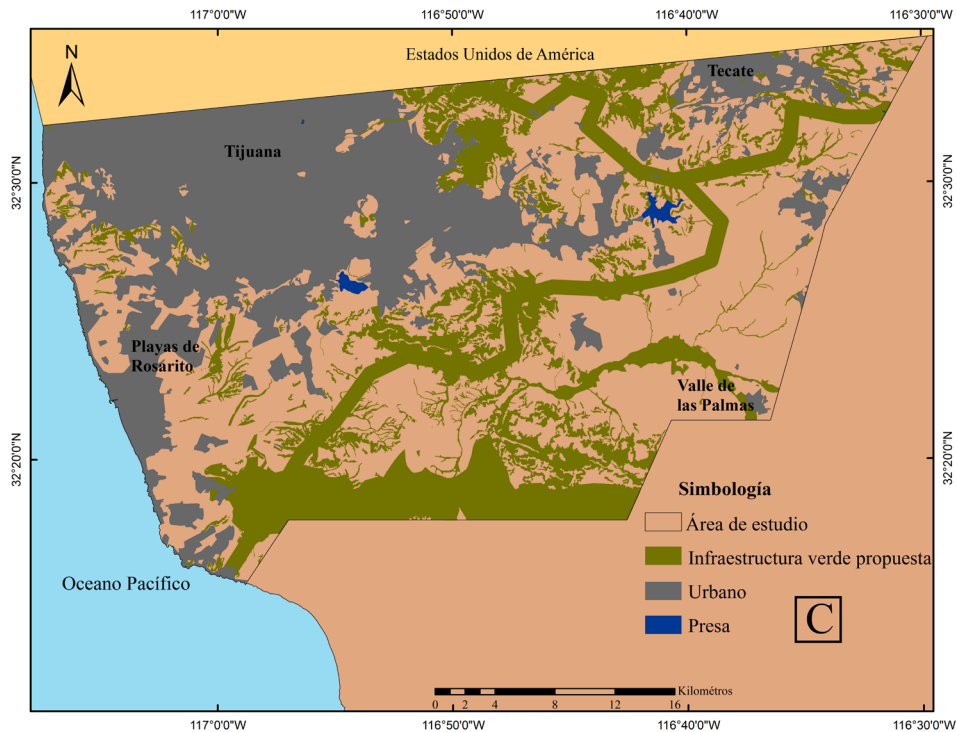 117°0'0"W
116°50'0"W
116°40'0"W
116°30'0"W
N
Estados Unidos de América
Tecate
Tijuana
32°30'0"N
32°30'0"N
Playas de
Rosarito
Valle de
las Palmas
32°20'0"N
32°20'0"N
Simbología
Área de estudio
Infraestructura verde propuesta
Urbano
Presa
Oceano Pacífico
C
Kilométros
0 2 4 8 12 16
117°0'0"W
116°50'0"W
116°40'0"W
116°30'0"W